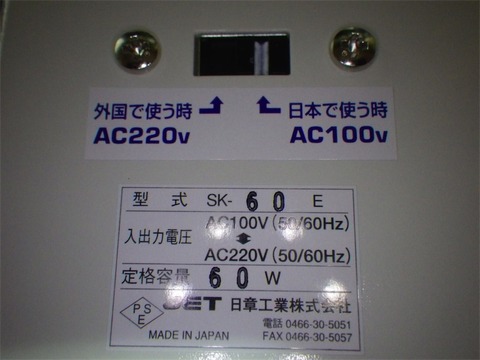 外国で使う時 日本で使う時
AC220V AC100V
型式 SK-60E
AC100V(50/60Hz)
入出力電圧
AC220V(50/60Hz)
定格容量 60W
PSE JET 日章工業株式会社
電話 0466-30-5051
MADE IN JAPAN FAX 0466-30-5057